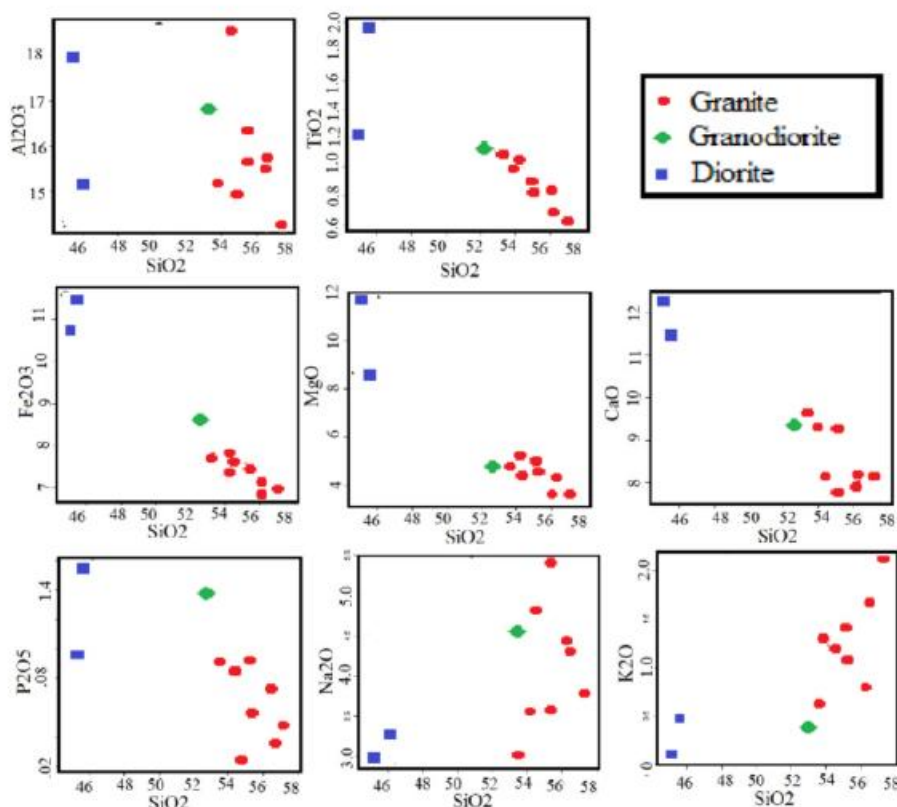 Al2O3
18
17
16
15
46 48 50 52 54 56 58
SiO2
TiO2
2.0
1.8
1.6
1.4
1.2
1.0
0.8
0.6
46 48 50 52 54 56 58
SiO2
Granite
Granodiorite
Diorite
Fe2O3
11
10
9
8
7
46 48 50 52 54 56 58
SiO2
MgO
12
8
6
4
46 48 50 52 54 56 58
SiO2
CaO
12
11
10
9
8
46 48 50 52 54 56 58
SiO2
P2O5
1.4
.08
.02
46 48 50 52 54 56 58
SiO2
Na2O
5.0
4.0
3.0
46 48 50 52 54 56 58
SiO2
K2O
2.0
1.0
46 48 50 52 54 56 58
SiO2